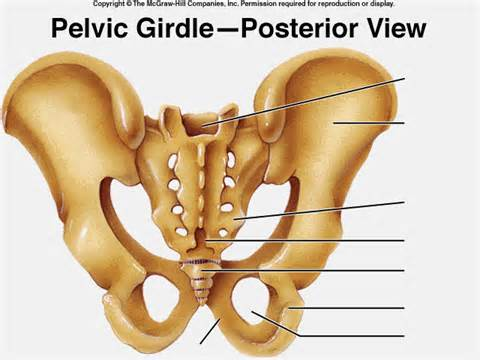 Copyright © The McGraw-Hill Companies, Inc. Permission required for reproduction or display.
Pelvic Girdle—Posterior View